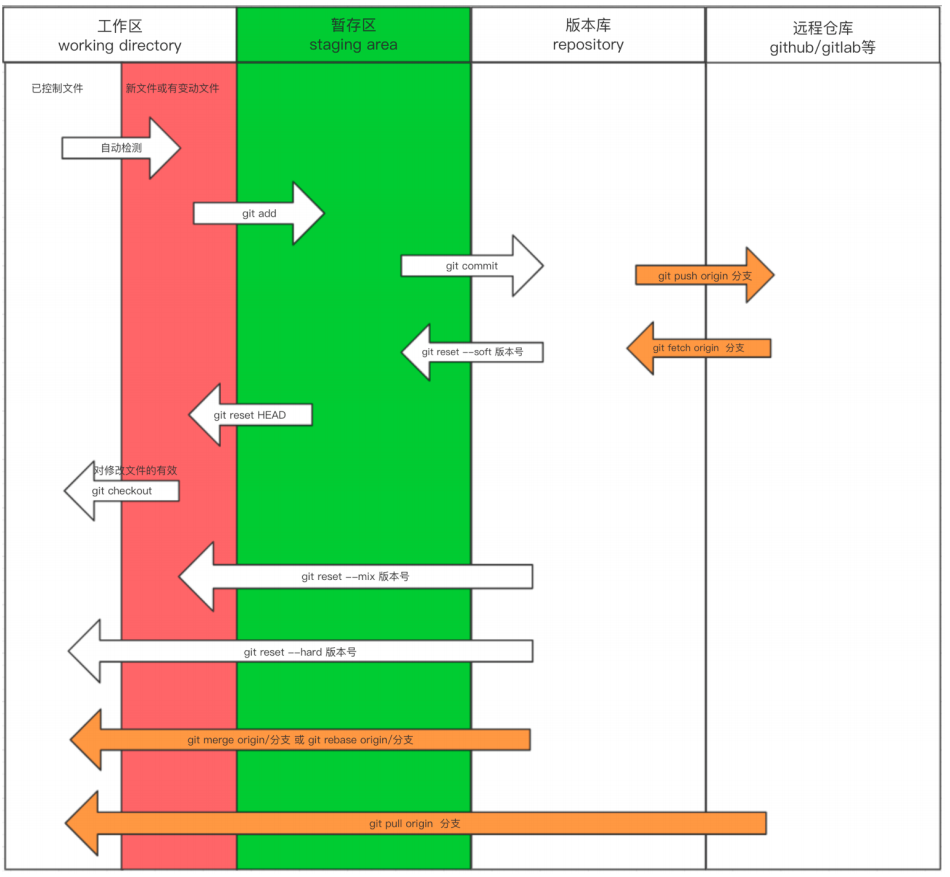 工作区
working directory
暂存区
staging area
版本库
repository
远程仓库
github/gitlab等
已控制文件
新文件或有变动文件
自动检测
git add
git commit
git push origin 分支
git reset --soft 版本号
git fetch origin 分支
git reset HEAD
对修改文件的有效
git checkout
git reset --mix 版本号
git reset --hard 版本号
git merge origin/分支 或 git rebase origin/分支
git pull origin 分支